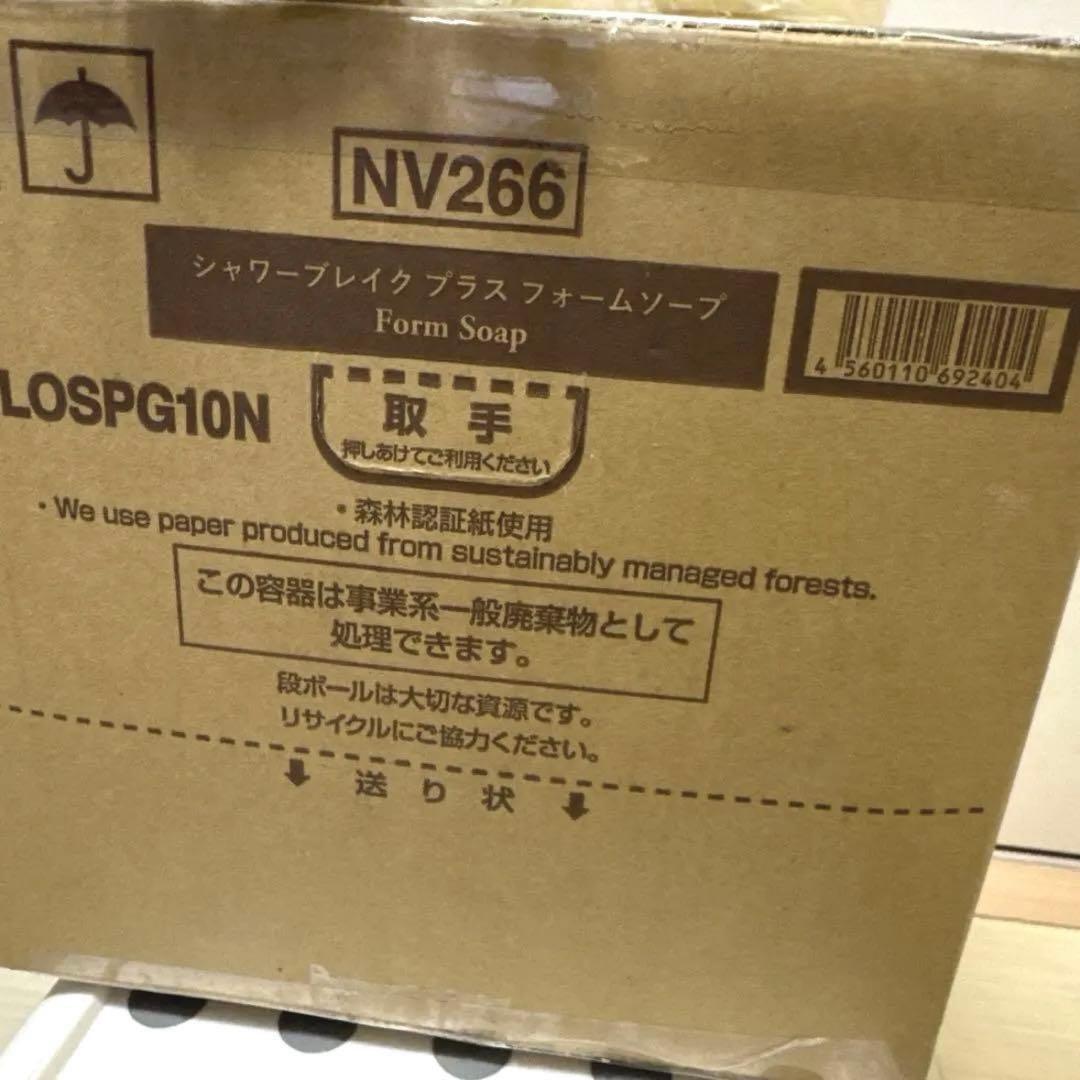 NV266
シャワーブレイク プラス フォームソープ
Form Soap
4 560110 692404
LOSPG10N
取 手
押しあけてご利用ください
・森林認証紙使用
・We use paper produced from sustainably managed forests.
この容器は事業系一般廃棄物として
処理できます。
段ボールは大切な資源です。
リサイクルにご協力ください。
送 り 状